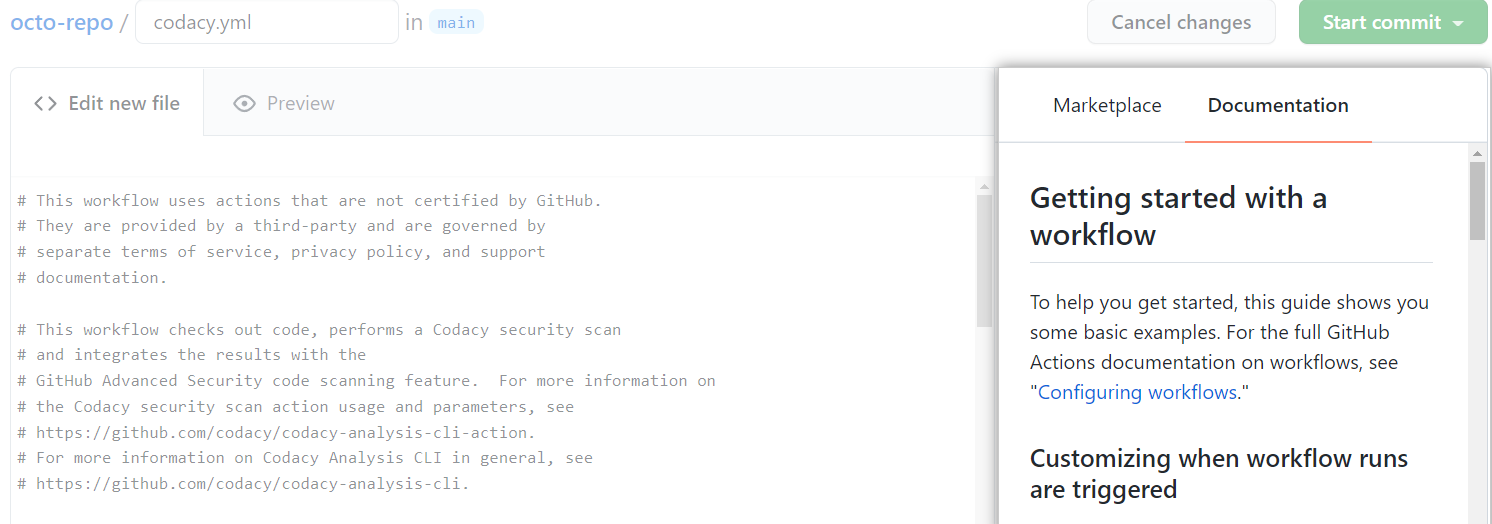 octo-repo / codacy.yml in main
Cancel changes
Start commit
Edit new file
Preview
# This workflow uses actions that are not certified by GitHub.
# They are provided by a third-party and are governed by
# separate terms of service, privacy policy, and support
# documentation.
# This workflow checks out code, performs a Codacy security scan
# and integrates the results with the
# GitHub Advanced Security code scanning feature.  For more information on
# the Codacy security scan action usage and parameters, see
# https://github.com/codacy/codacy-analysis-cli-action.
# For more information on Codacy Analysis CLI in general, see
# https://github.com/codacy/codacy-analysis-cli.
Marketplace
Documentation
Getting started with a
workflow
To help you get started, this guide shows you
some basic examples. For the full GitHub
Actions documentation on workflows, see
"Configuring workflows."
Customizing when workflow runs
are triggered